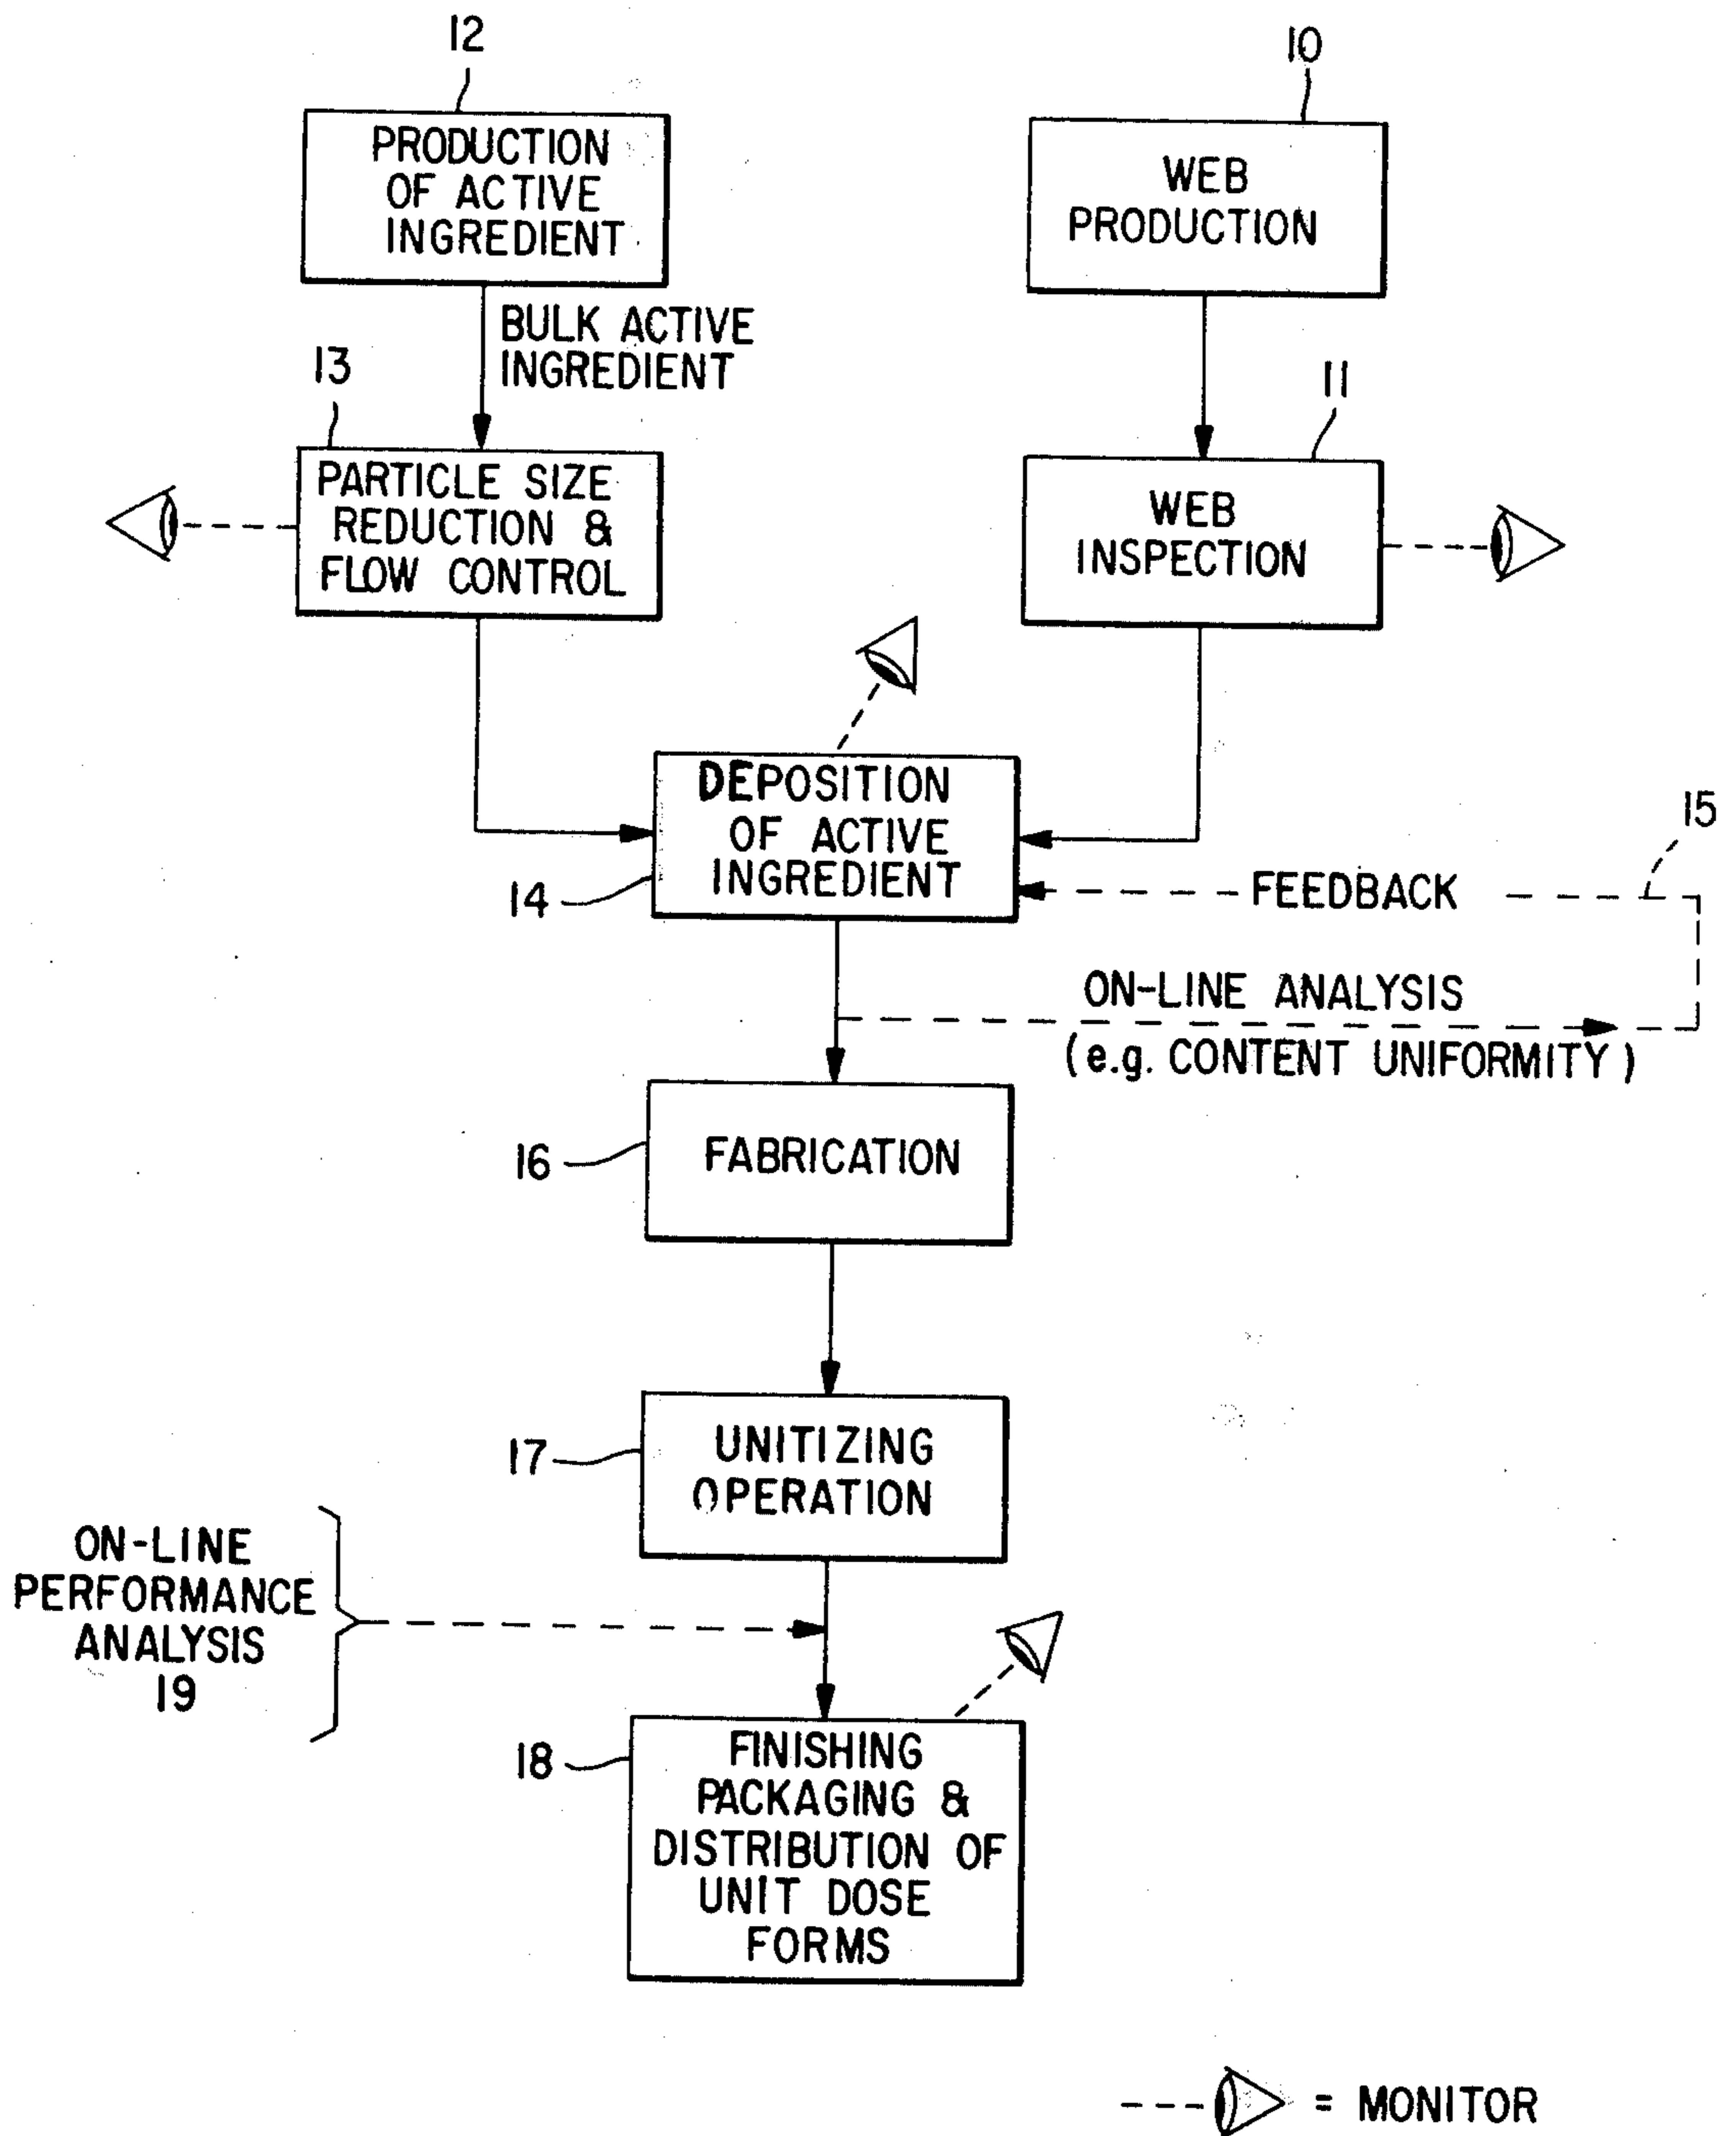 12
10
PRODUCTION
OF ACTIVE
INGREDIENT
WEB
PRODUCTION
BULK ACTIVE
INGREDIENT
13
11
PARTICLE SIZE
REDUCTION &
FLOW CONTROL
WEB
INSPECTION
DEPOSITION
OF ACTIVE
INGREDIENT
14
15
FEEDBACK
ON-LINE ANALYSIS
(e.g. CONTENT UNIFORMITY)
16
FABRICATION
17
UNITIZING
OPERATION
ON-LINE
PERFORMANCE
ANALYSIS
19
18
FINISHING
PACKAGING &
DISTRIBUTION OF
UNIT DOSE
FORMS
= MONITOR